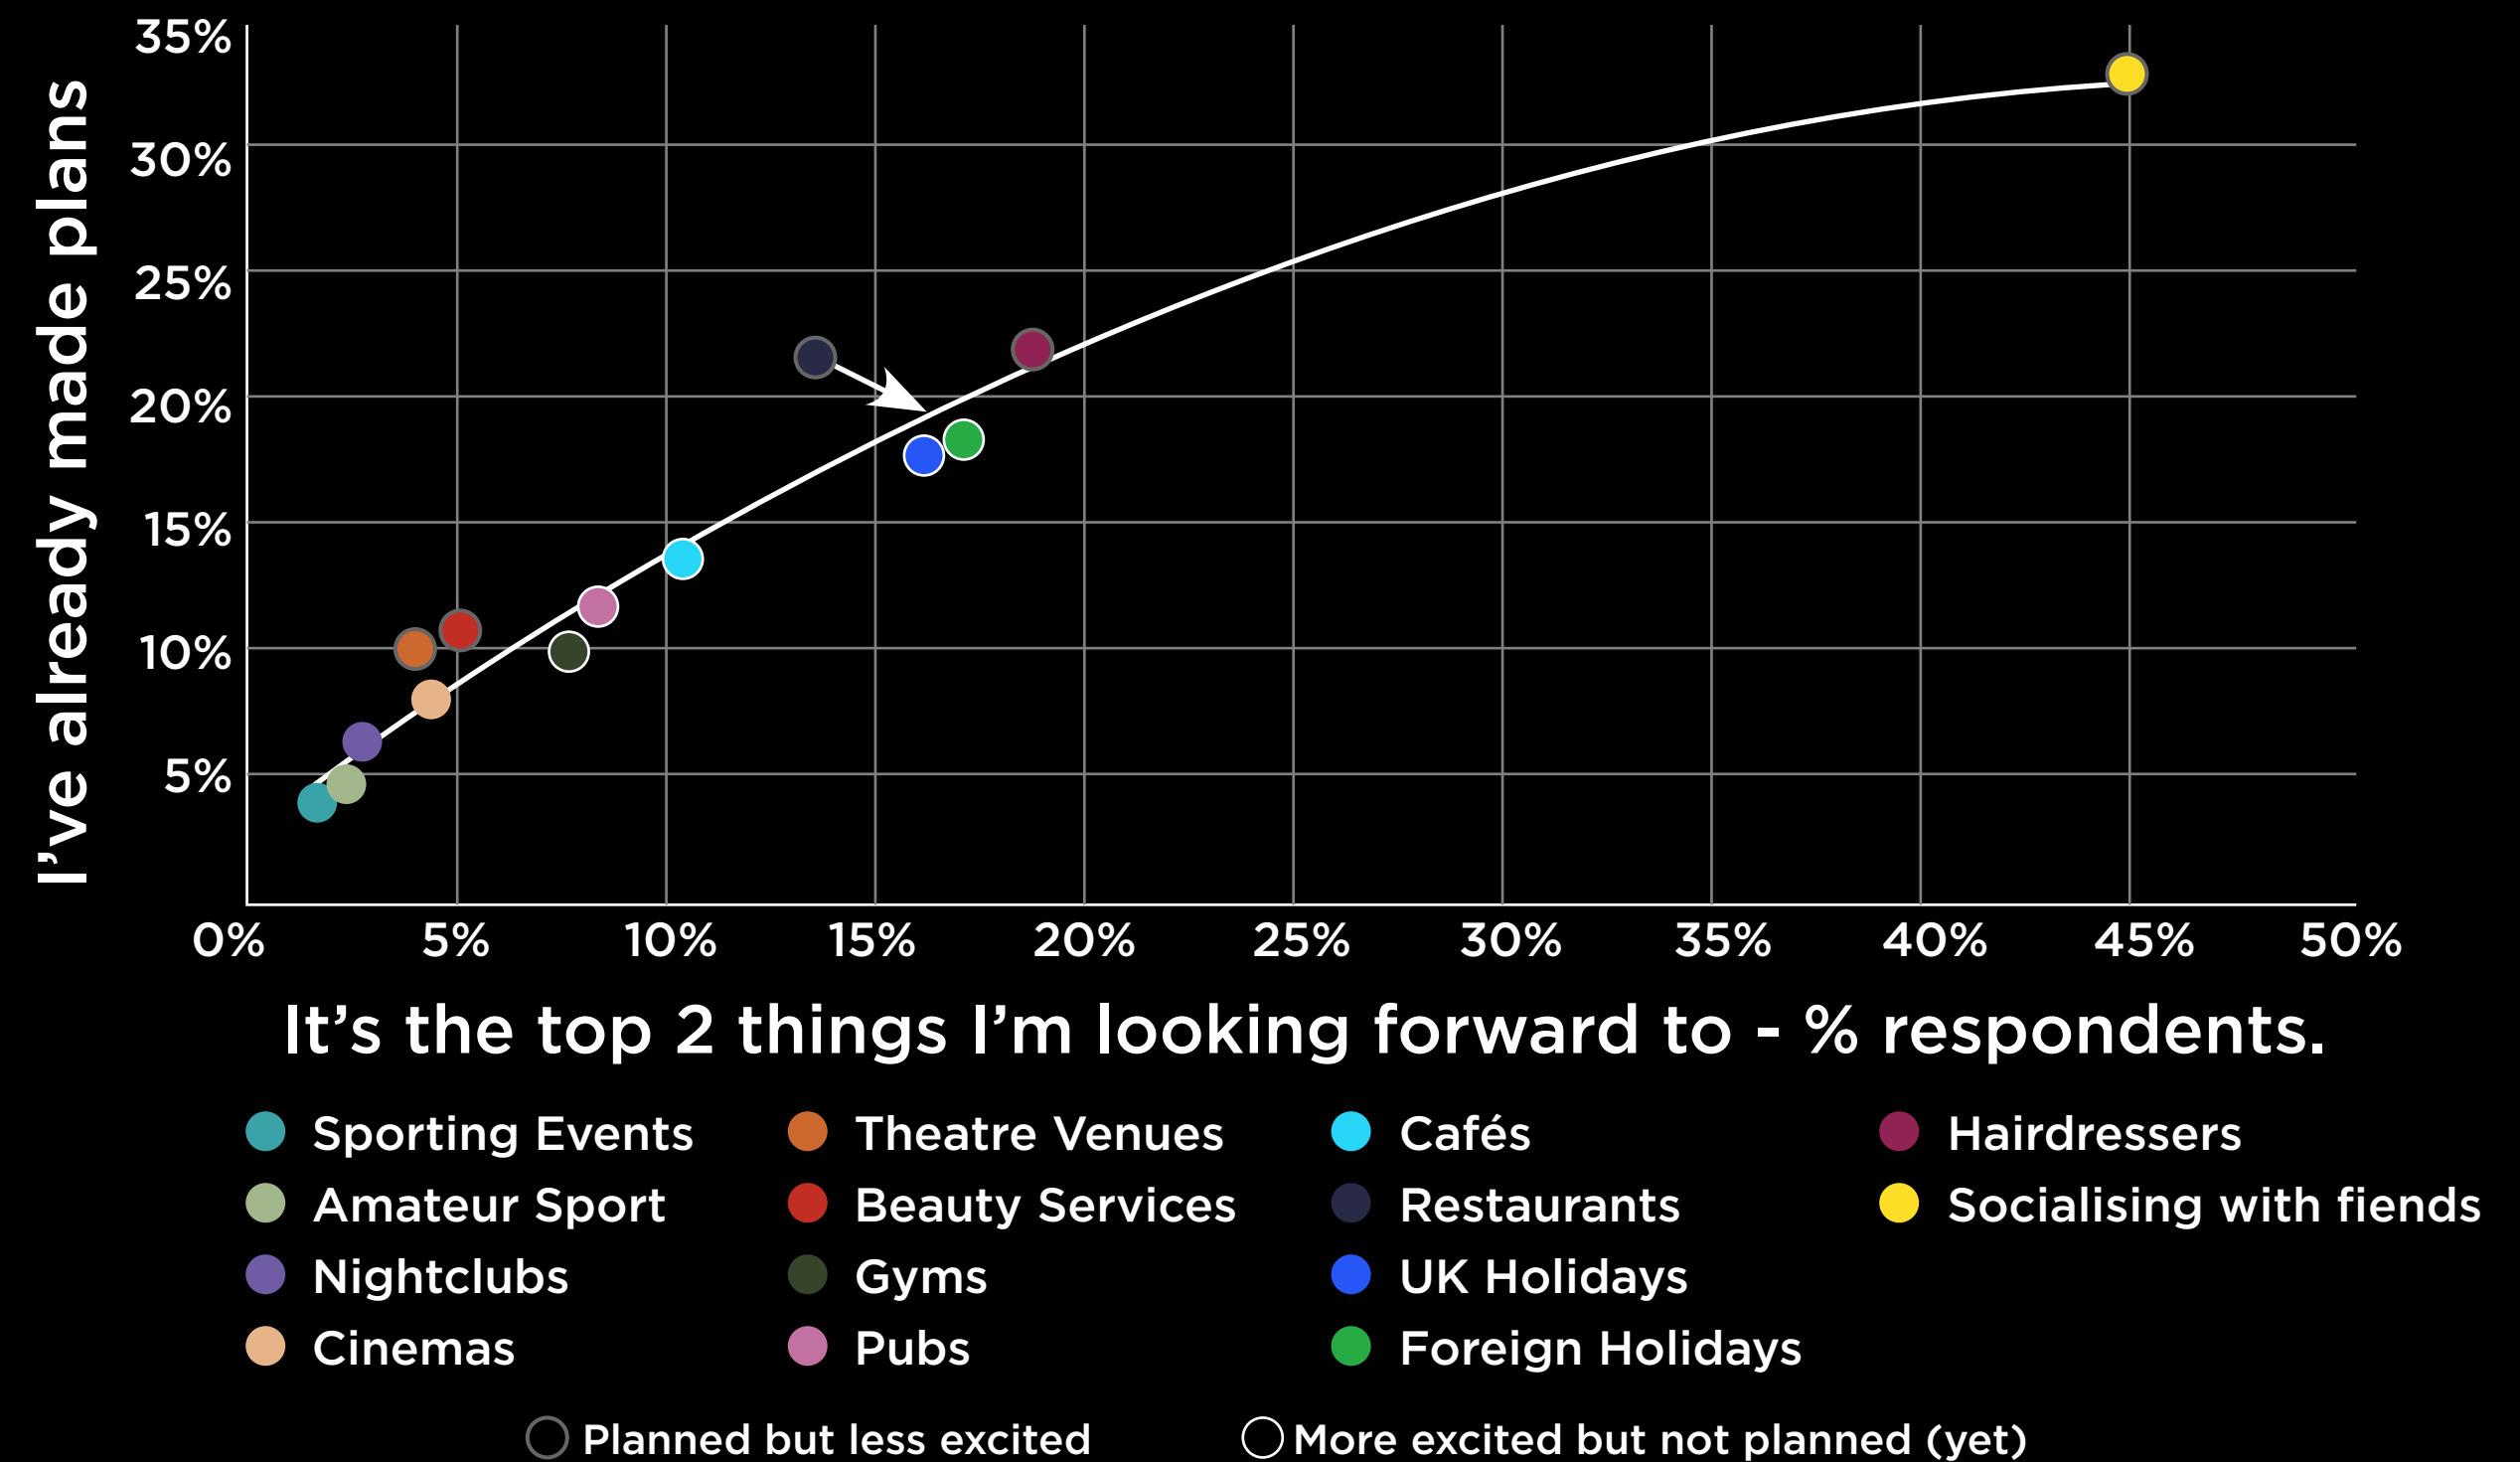 35%
30%
25%
20%
15%
10%
5%
I’ve already made plans
0% 5% 10% 15% 20% 25% 30% 35% 40% 45% 50%
It’s the top 2 things I’m looking forward to - % respondents.
Sporting Events Theatre Venues Cafés Hairdressers
Amateur Sport Beauty Services Restaurants Socialising with fiends
Nightclubs Gyms UK Holidays
Cinemas Pubs Foreign Holidays
Planned but less excited More excited but not planned (yet)